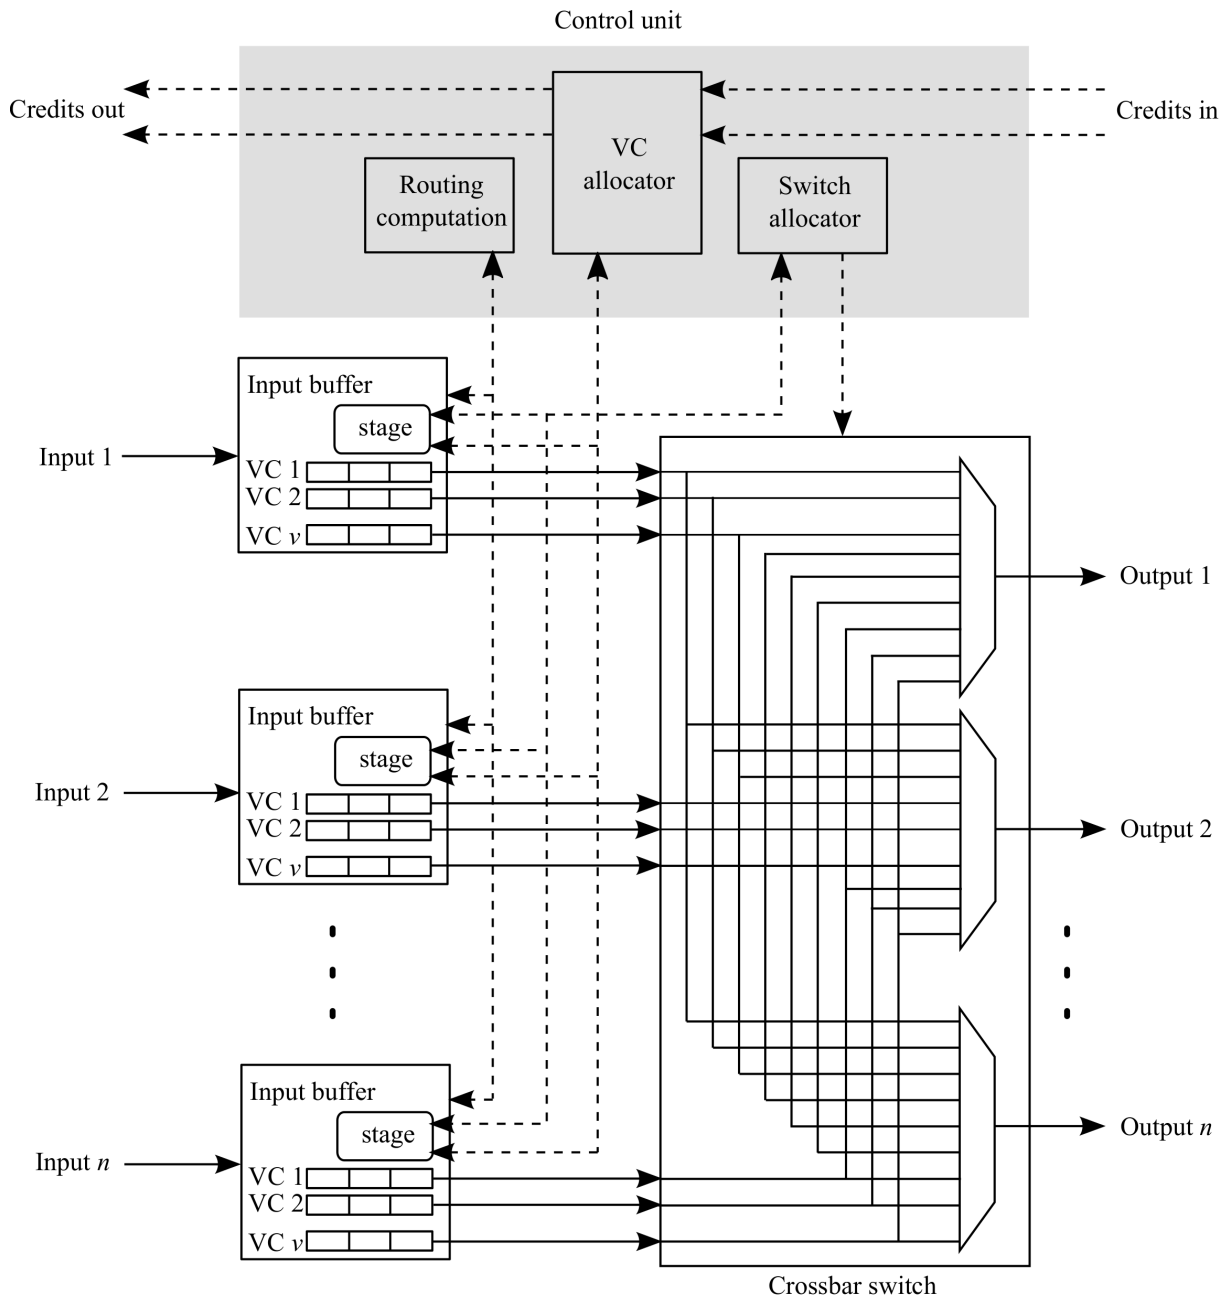 Control unit
Credits out
Credits in
VC
allocator
Routing
computation
Switch
allocator
Input buffer
stage
Input 1
VC 1
VC 2
VC v
Output 1
Input buffer
stage
Input 2
VC 1
VC 2
VC v
Output 2
Input buffer
stage
Input n
VC 1
VC 2
VC v
Output n
Crossbar switch